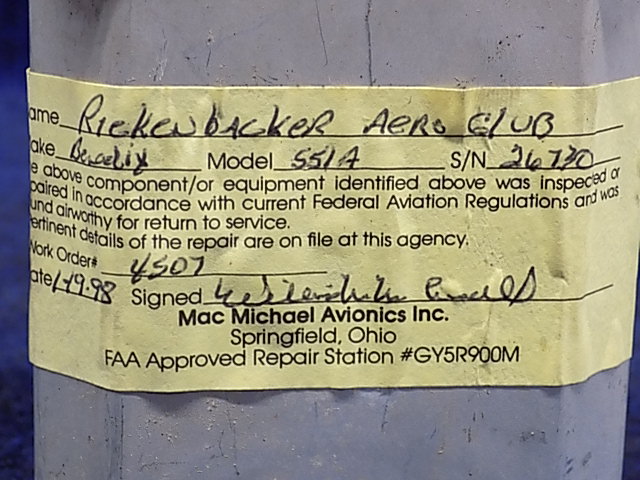 ame RICKENBACKER AERO CLUB
ake Bendix Model 551A S/N 26730
e above component/or equipment identified above was inspected or
paired in accordance with current Federal Aviation Regulations and was
und airworthy for return to service.
ertinent details of the repair are on file at this agency.
Work Order# 4507
ate 1-19-98 Signed
Mac Michael Avionics Inc.
Springfield, Ohio
FAA Approved Repair Station #GY5R900M